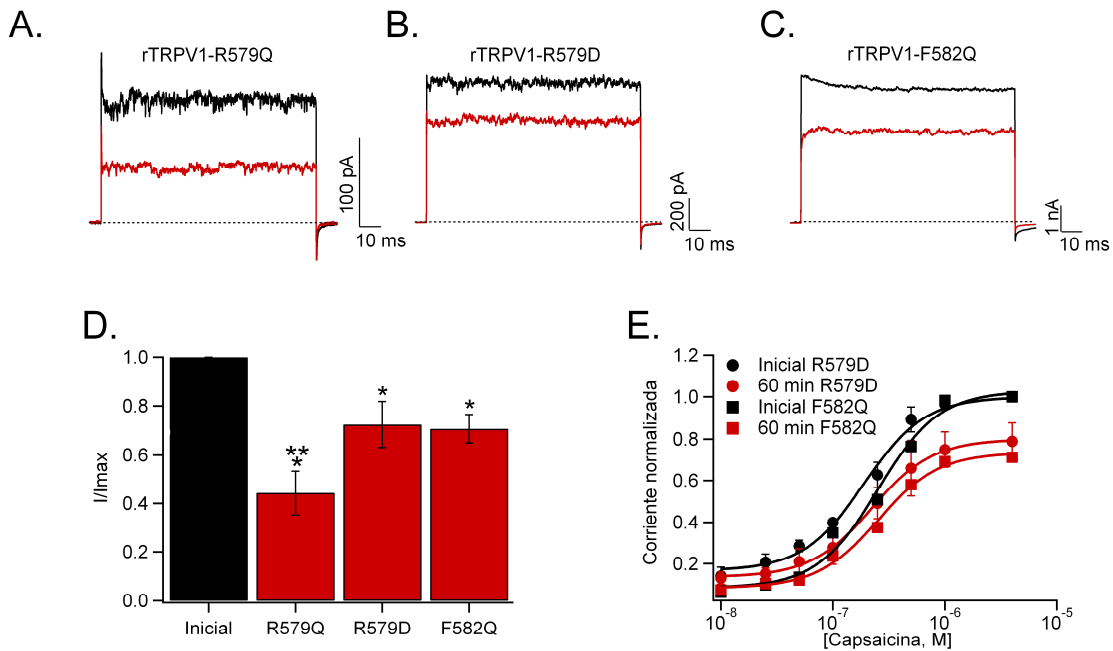 A.
B.
C.
rTRPV1-R579Q
rTRPV1-R579D
rTRPV1-F582Q
100 pA
10 ms
200 pA
10 ms
1 nA
10 ms
D.
I/Imax
1.0
0.8
0.6
0.4
0.2
0.0
**
*
*
*
Inicial
R579Q
R579D
F582Q
E.
Corriente normalizada
1.2
1.0
0.8
0.6
0.4
0.2
Inicial R579D
60 min R579D
Inicial F582Q
60 min F582Q
10⁻⁸
10⁻⁷
10⁻⁶
10⁻⁵
[Capsaicina, M]